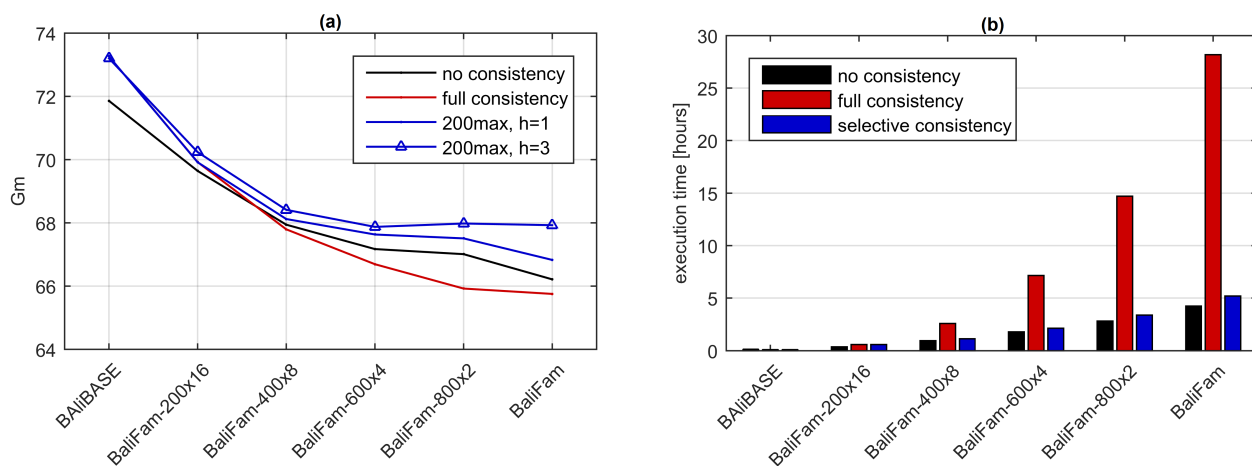 (a)
74
72
70
68
66
64
Gm
no consistency
full consistency
200max, h=1
200max, h=3
BAliBASE
BaliFam-200x16
BaliFam-400x8
BaliFam-600x4
BaliFam-800x2
BaliFam
(b)
30
25
20
15
10
5
0
execution time [hours]
no consistency
full consistency
selective consistency
BAliBASE
BaliFam-200x16
BaliFam-400x8
BaliFam-600x4
BaliFam-800x2
BaliFam